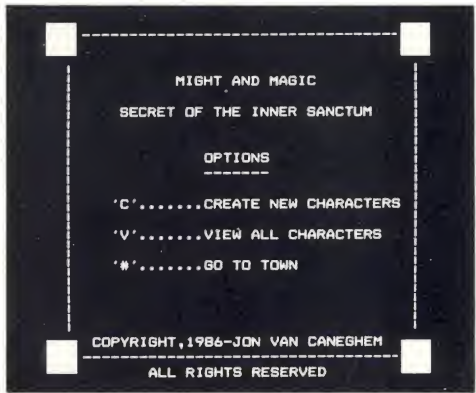 MIGHT AND MAGIC
SECRET OF THE INNER SANCTUM
OPTIONS
'C'.......CREATE NEW CHARACTERS
'V'.......VIEW ALL CHARACTERS
'#'.......GO TO TOWN
COPYRIGHT,1986-JON VAN CANEGHEM
ALL RIGHTS RESERVED